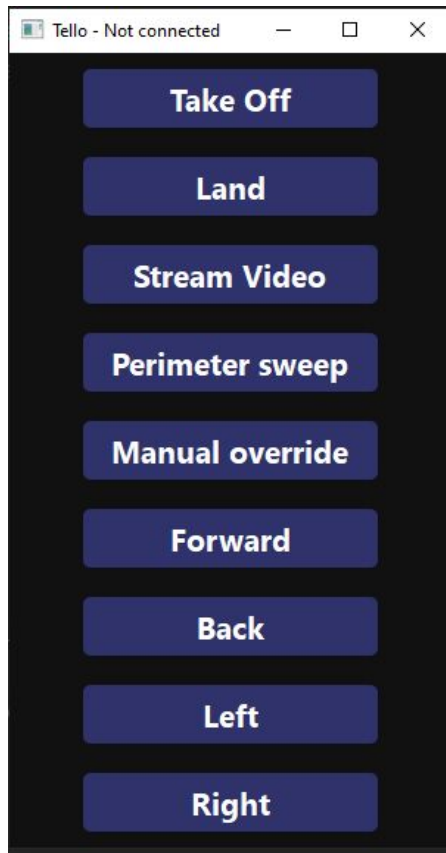 Tello - Not connected
Take Off
Land
Stream Video
Perimeter sweep
Manual override
Forward
Back
Left
Right